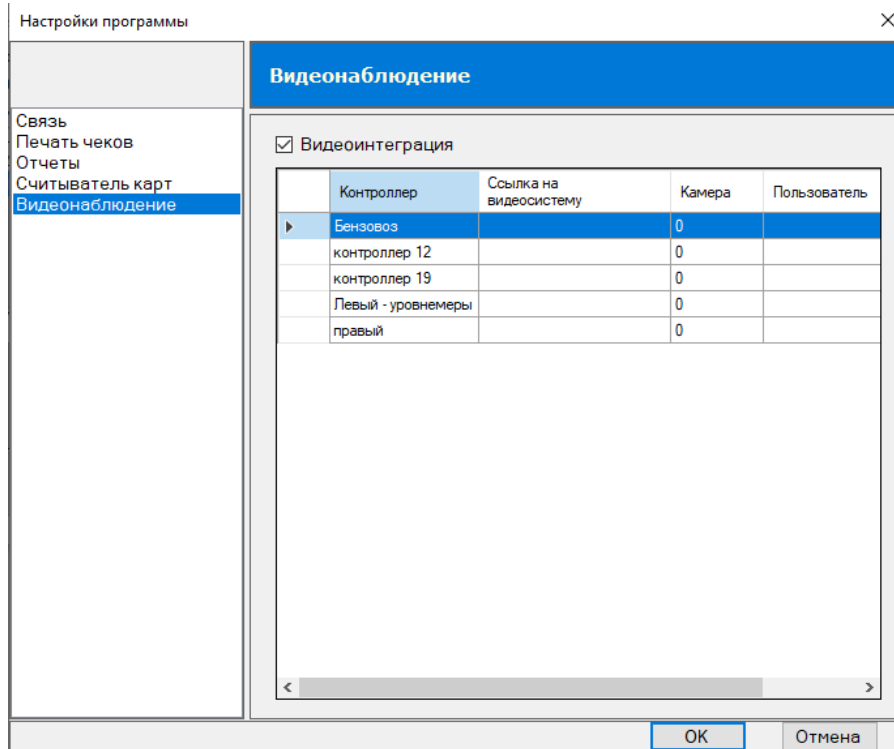 Настройки программы
Видеонаблюдение
Связь
Печать чеков
Отчеты
Считыватель карт
Видеонаблюдение
Видеоинтеграция
Контроллер Ссылка на видеосистему Камера Пользователь
Бензовоз 0
контроллер 12 0
контроллер 19 0
Левый - уровнемеры 0
правый 0
OK Отмена